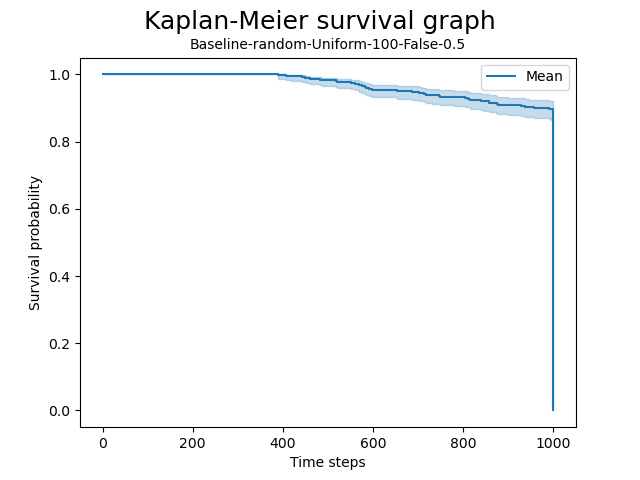 Kaplan-Meier survival graph
Baseline-random-Uniform-100-False-0.5
Mean
1.0
0.8
0.6
0.4
0.2
0.0
Survival probability
0 200 400 600 800 1000
Time steps